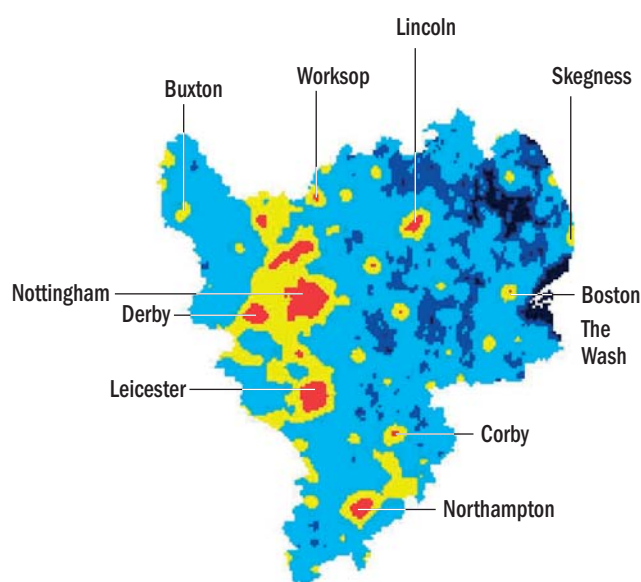 Lincoln
Buxton
Worksop
Skegness
Nottingham
Derby
Boston
The
Wash
Leicester
Corby
Northampton